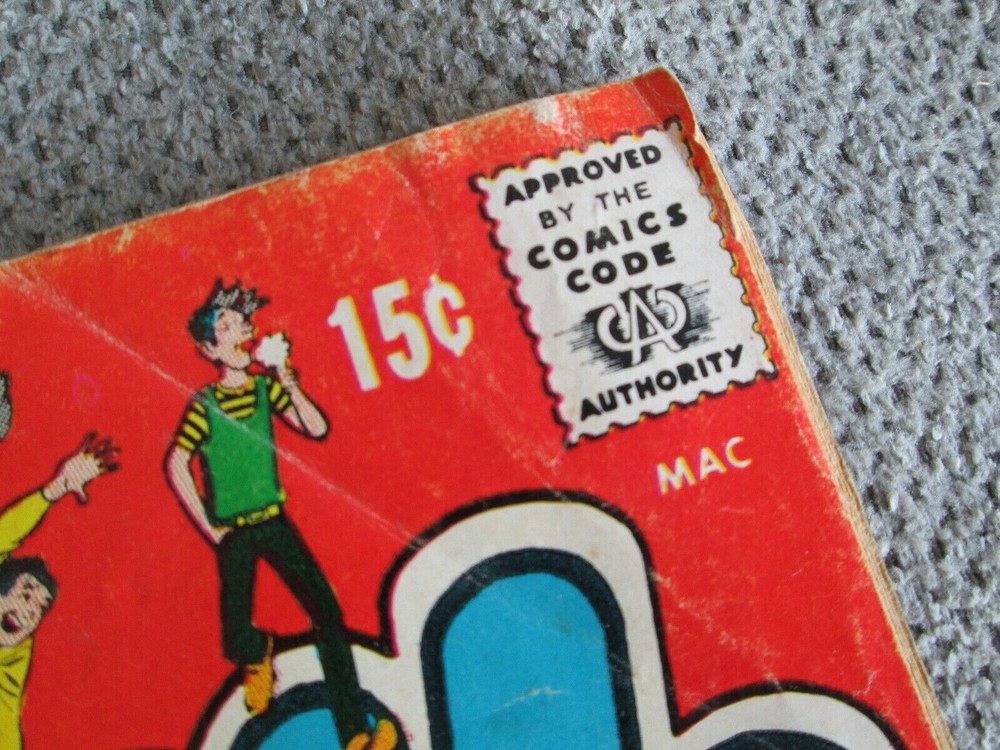 15¢
APPROVED
BY THE
COMICS
CODE
CA
AUTHORITY
MAC